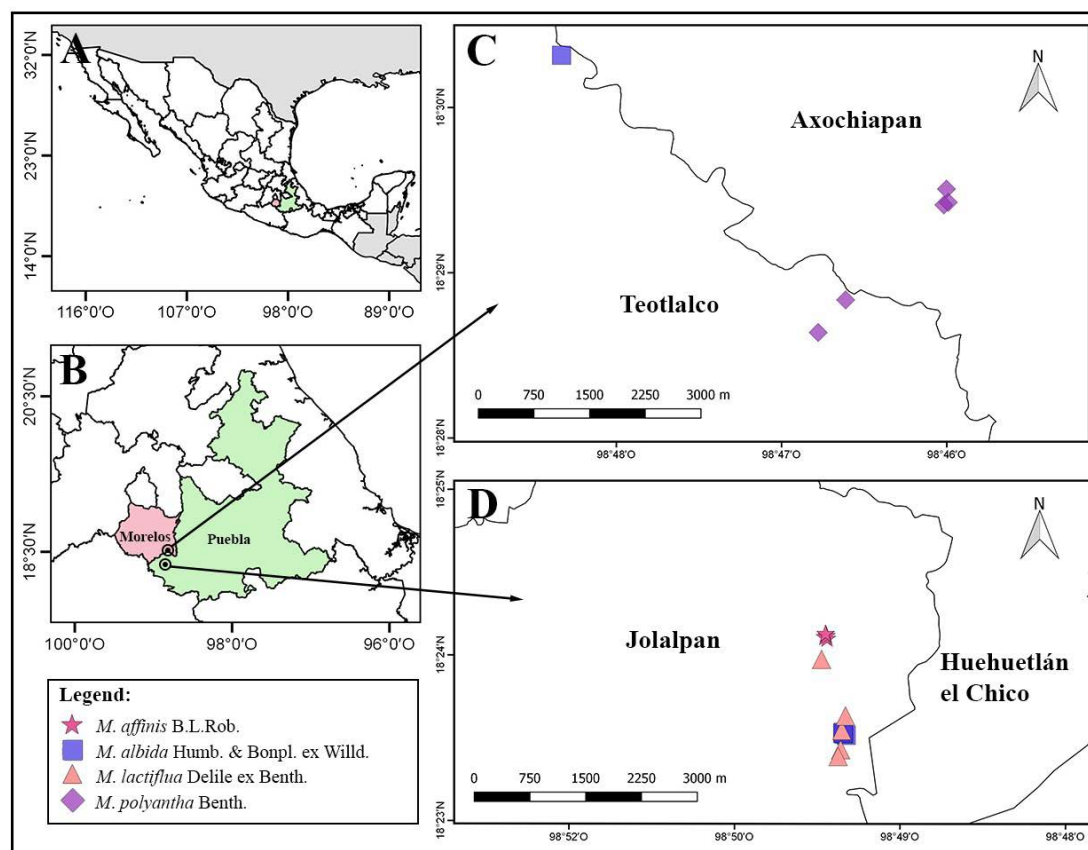 A
32°0'N
23°0'N
14°0'N
116°0'O
107°0'O
98°0'O
89°0'O
B
20°30'N
18°30'N
Morelos
Puebla
100°0'O
98°0'O
96°0'O
Legend:
M. affinis B.L.Rob.
M. albida Humb. & Bonpl. ex Willd.
M. lactiflua Delile ex Benth.
M. polyantha Benth.
C
N
Axochiapan
Teotlalco
0 750 1500 2250 3000 m
18°30'N
18°29'N
18°28'N
98°48'O
98°47'O
98°46'O
D
N
Jolalpan
Huehuetlán
el Chico
0 750 1500 2250 3000 m
18°25'N
18°24'N
18°23'N
98°52'O
98°50'O
98°49'O
98°48'O